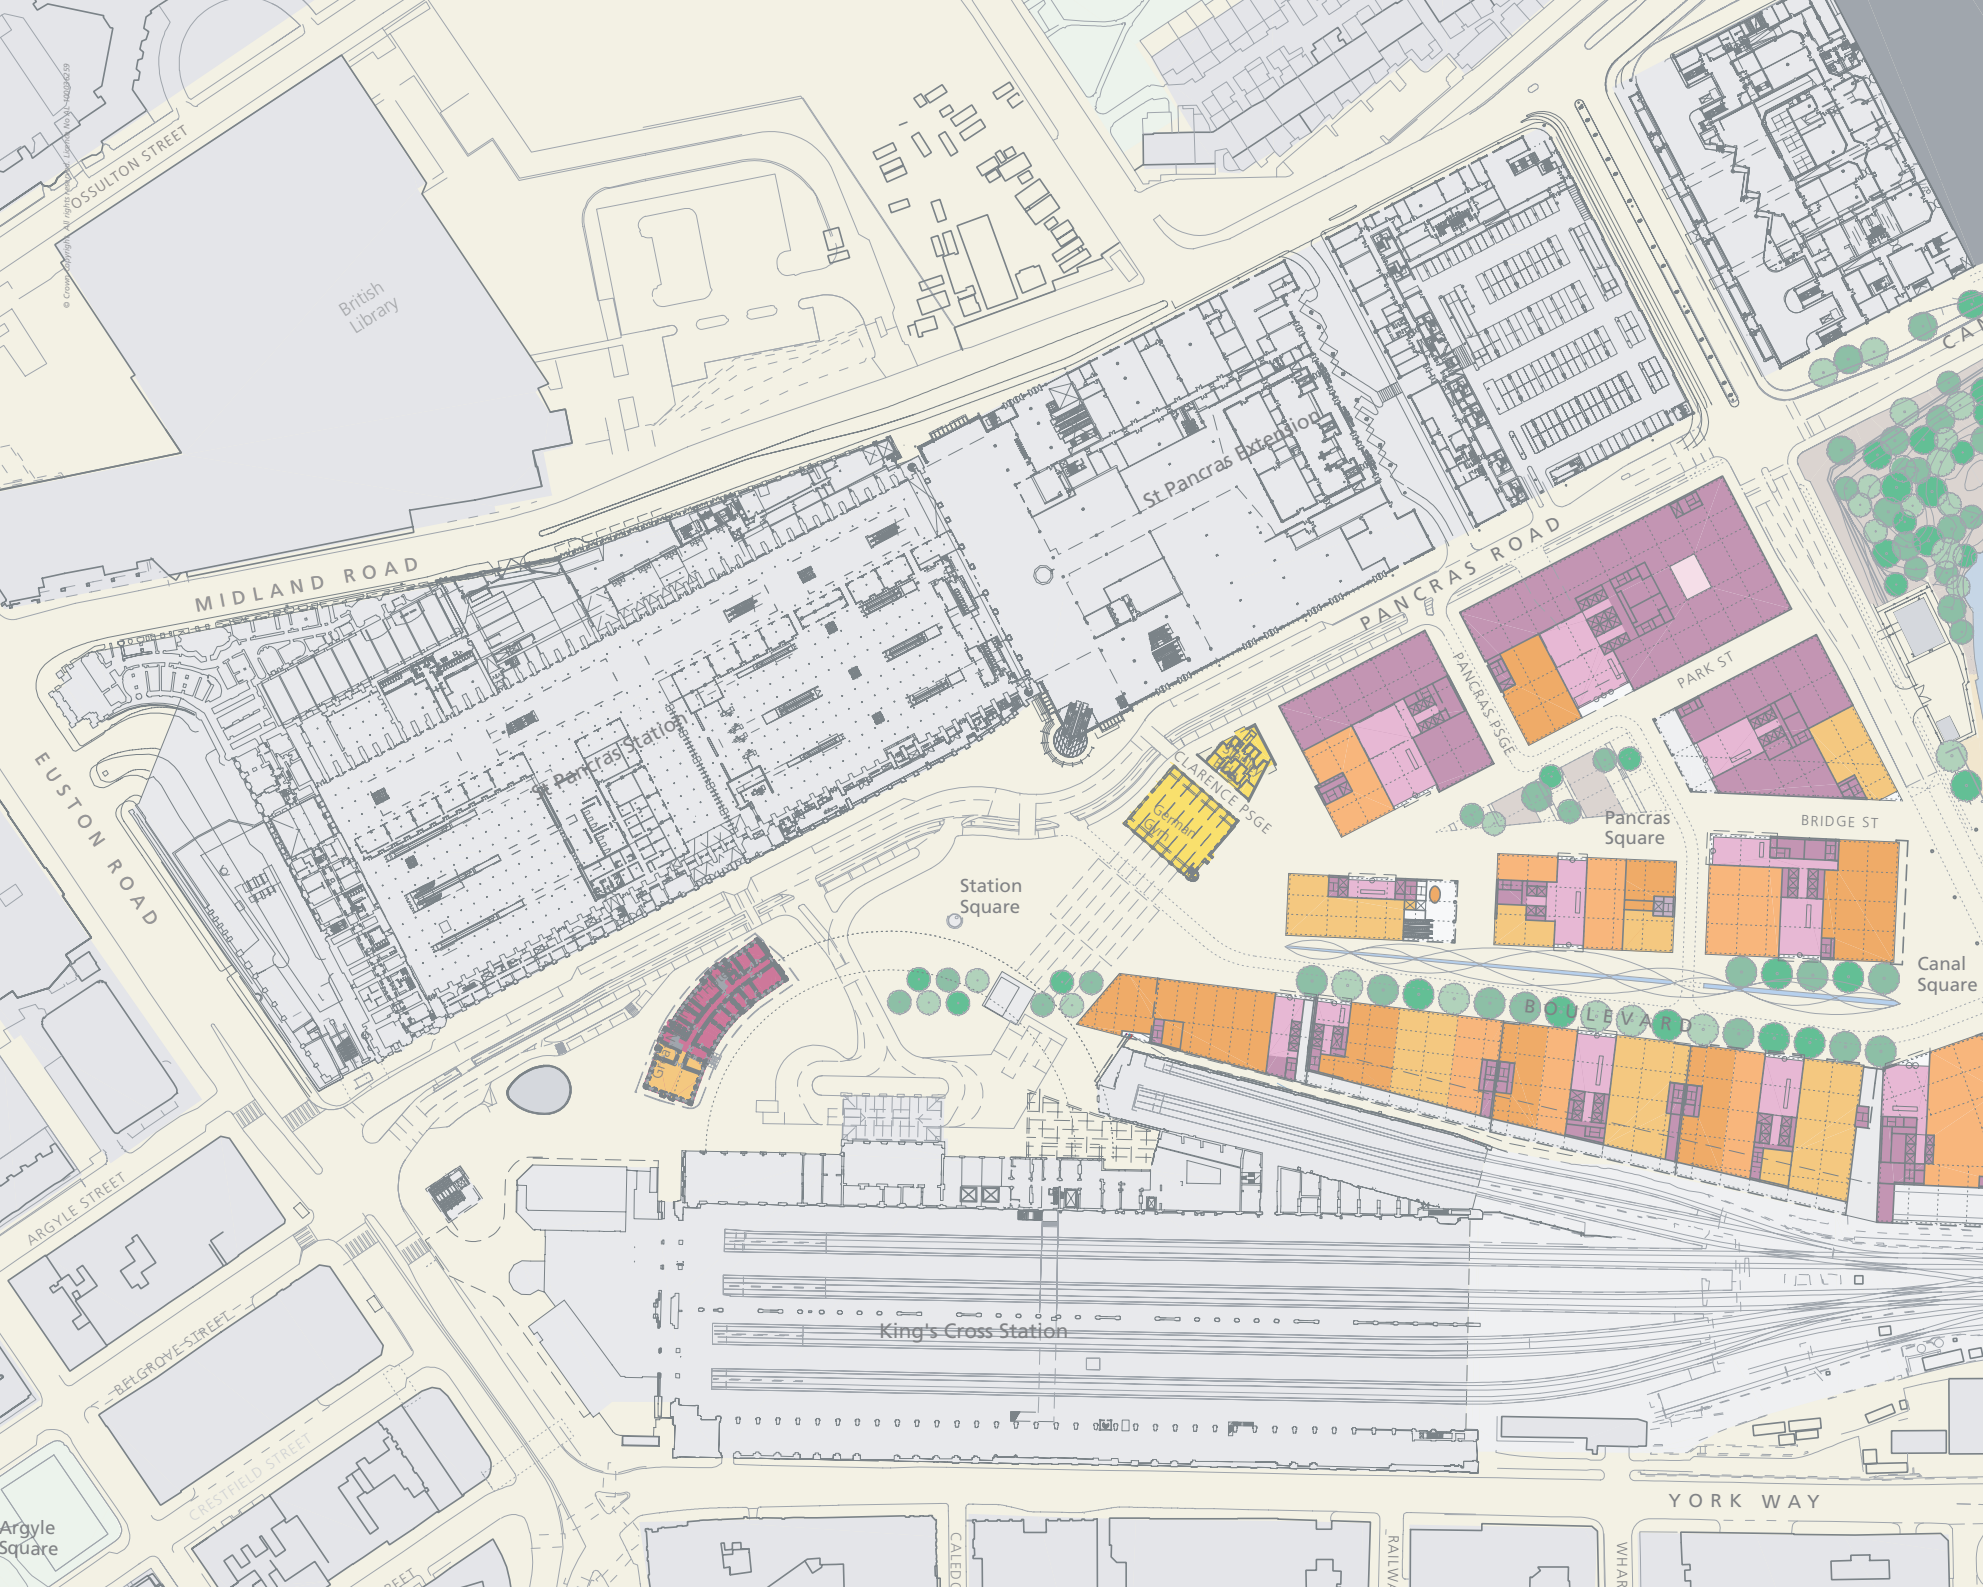 OSSULTON STREET
British
Library
MIDLAND ROAD
EUSTON ROAD
St Pancras Station
St Pancras Extension
PANCRAS ROAD
PANCRAS PSGE
PARK ST
CLARENCE PSGE
German
Gym
Pancras
Square
BRIDGE ST
Station
Square
Canal
Square
BOULEVARD
ARGYLE STREET
BELGROVE STREET
CRESTFIELD STREET
King's Cross Station
YORK WAY
Argyle
Square